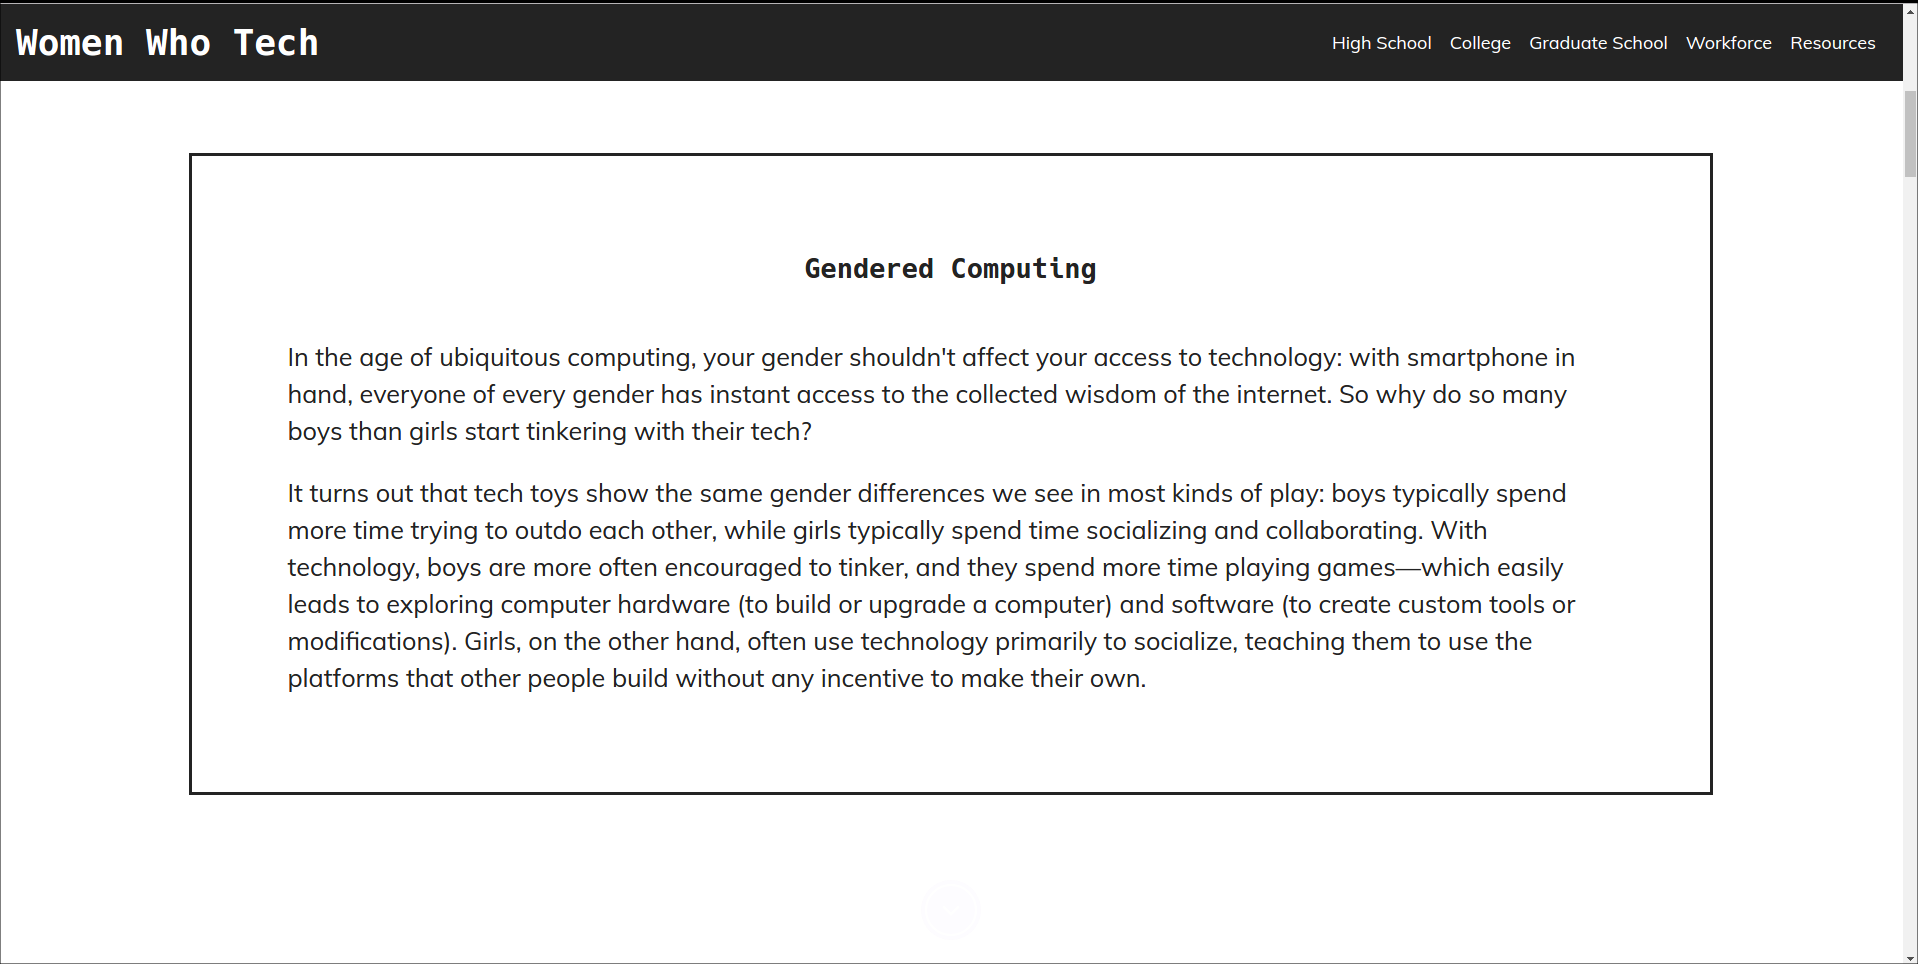 Women Who Tech
High School College Graduate School Workforce Resources
Gendered Computing
In the age of ubiquitous computing, your gender shouldn't affect your access to technology: with smartphone in
hand, everyone of every gender has instant access to the collected wisdom of the internet. So why do so many
boys than girls start tinkering with their tech?
It turns out that tech toys show the same gender differences we see in most kinds of play: boys typically spend
more time trying to outdo each other, while girls typically spend time socializing and collaborating. With
technology, boys are more often encouraged to tinker, and they spend more time playing games—which easily
leads to exploring computer hardware (to build or upgrade a computer) and software (to create custom tools or
modifications). Girls, on the other hand, often use technology primarily to socialize, teaching them to use the
platforms that other people build without any incentive to make their own.